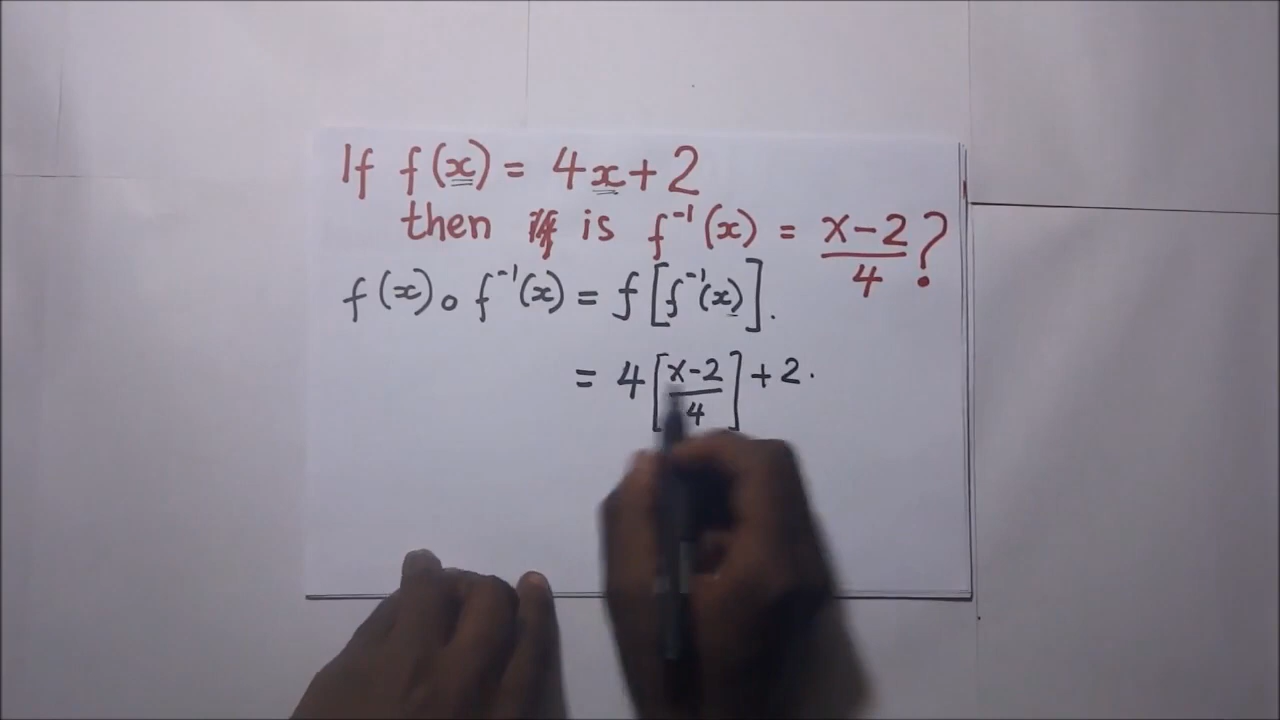 If f(x) = 4x+2
then is f⁻¹(x) = x-2/4?
f(x)∘f⁻¹(x) = f[f⁻¹(x)].
= 4[x-2/4]+2.